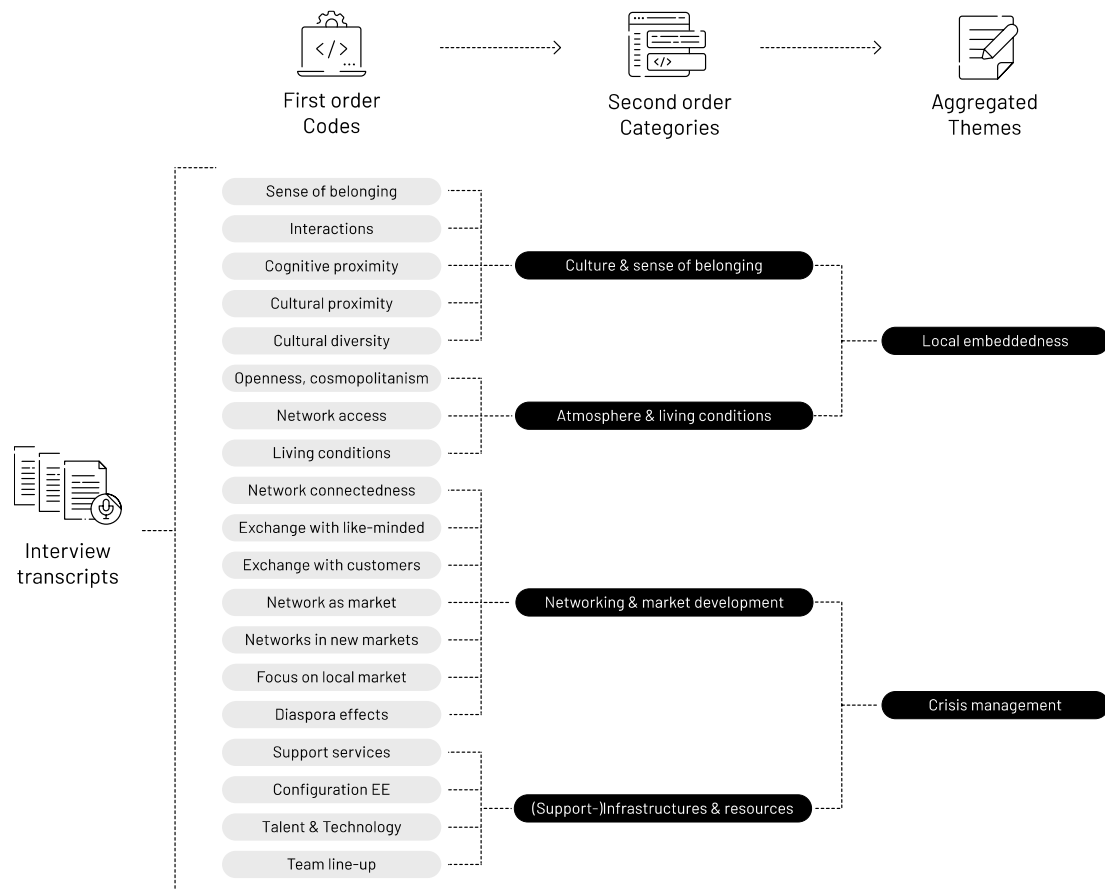 First order
Codes
Second order
Categories
Aggregated
Themes
Sense of belonging
Interactions
Cognitive proximity
Cultural proximity
Cultural diversity
Openness, cosmopolitanism
Network access
Living conditions
Network connectedness
Exchange with like-minded
Exchange with customers
Network as market
Networks in new markets
Focus on local market
Diaspora effects
Support services
Configuration EE
Talent & Technology
Team line-up
Interview
transcripts
Culture & sense of belonging
Atmosphere & living conditions
Networking & market development
(Support-)Infrastructures & resources
Local embeddedness
Crisis management